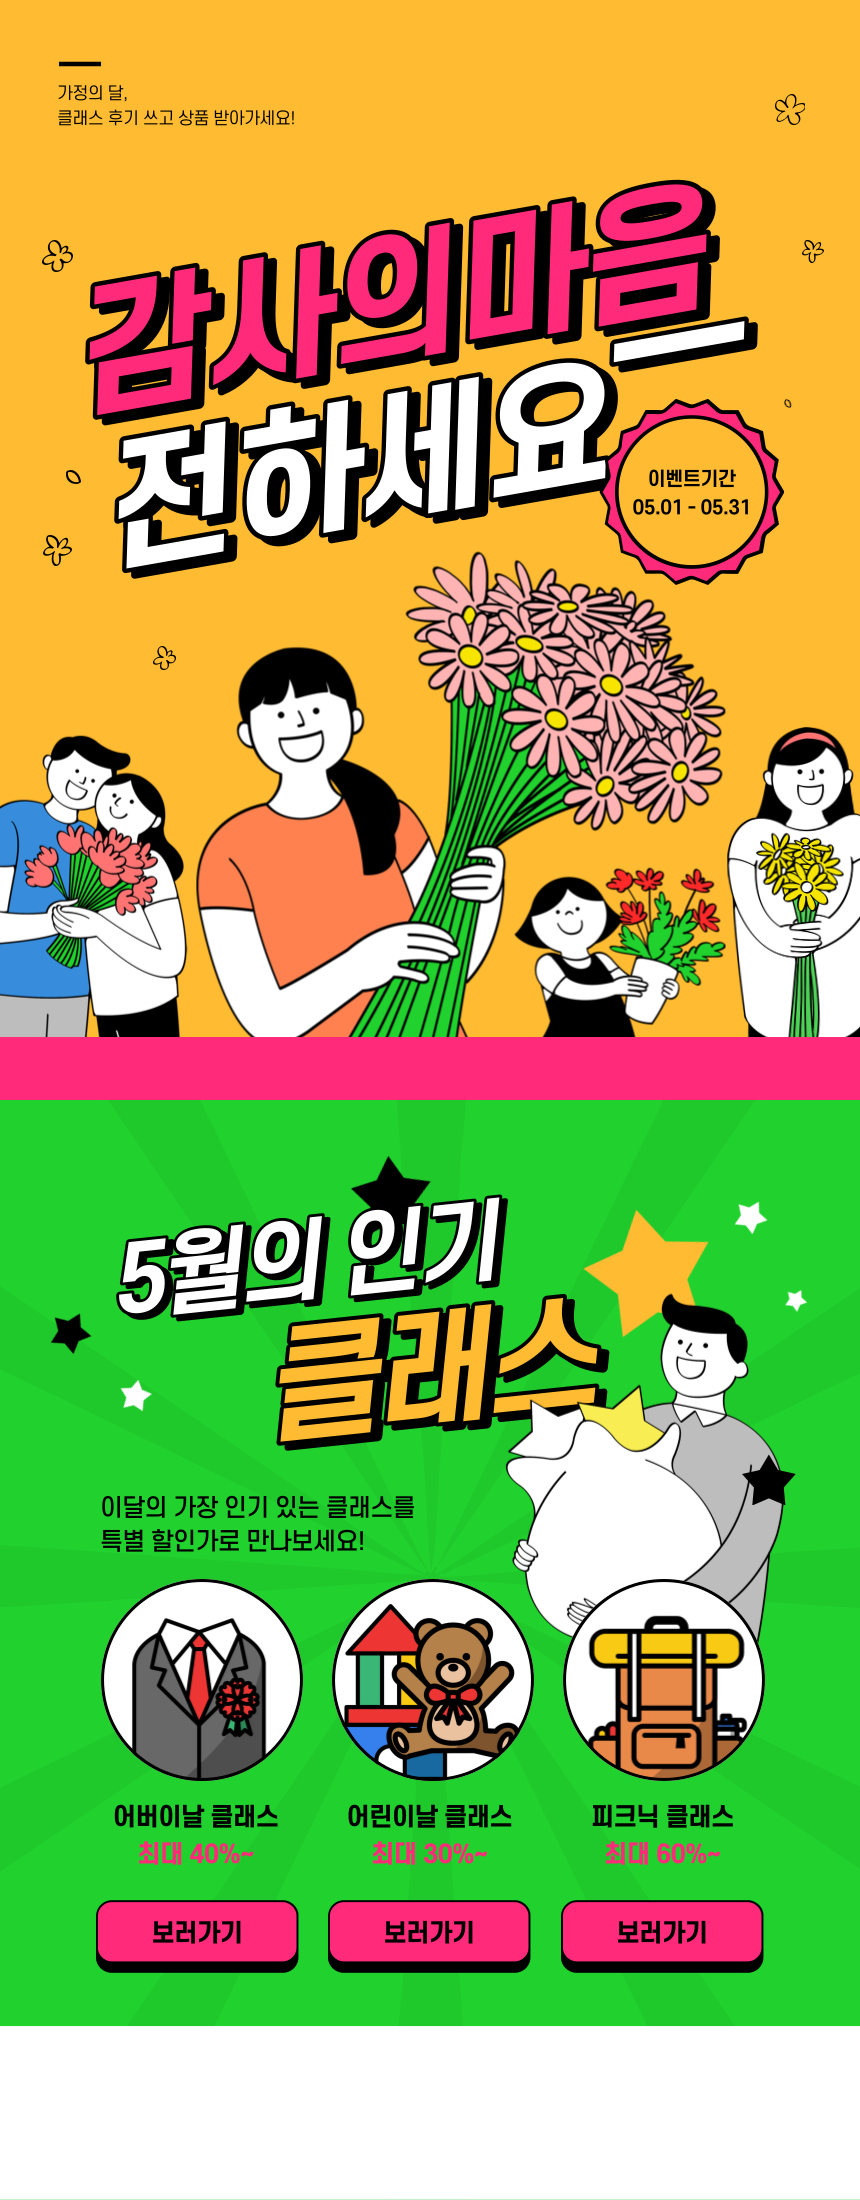 가정의 달,
클래스 후기 쓰고 상품 받아가세요!
감사의마음
전하세요
이벤트기간
05.01 - 05.31
5월의 인기
클래스
이달의 가장 인기 있는 클래스를
특별 할인가로 만나보세요!
어버이날 클래스
최대 40%~
보러가기
어린이날 클래스
최대 30%~
보러가기
피크닉 클래스
최대 60%~
보러가기